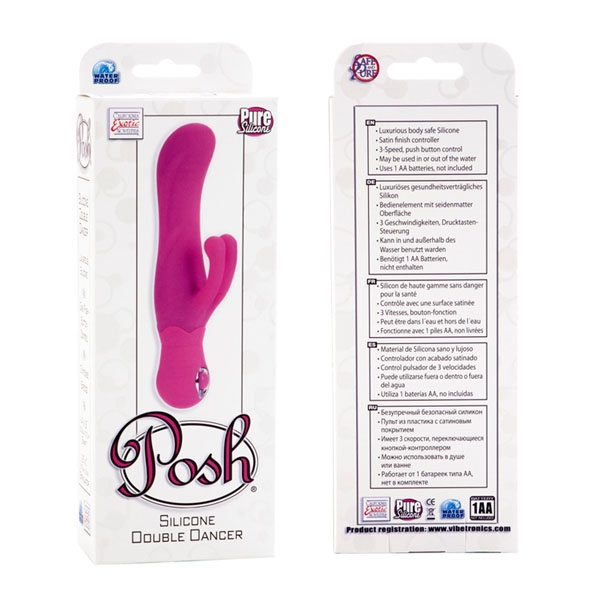 WATER
PROOF
CALIFORNIA
Exotic
NOVELTIES
Pure
Silicone
Posh®
SILICONE
DOUBLE DANCER
SAFE
PURE
EN
• Luxurious body safe Silicone
• Satin finish controller
• 3-Speed, push button control
• May be used in or out of the water
• Uses 1 AA batteries, not included
DE
• Luxuriöses gesundheitsverträgliches
Silikon
• Bedienelement mit seidenmatter
Oberfläche
• 3 Geschwindigkeiten, Drucktasten-
Steuerung
• Kann in und außerhalb des
Wasser benutzt warden
• Benötigt 1 AA Batterien,
nicht enthalten
FR
• Silicon de haute gamme sans danger
pour la santé
• Contrôle avec une surface satinée
• 3 Vitesses, bouton-fonction
• Peut être dans l´eau et hors de l´eau
• Fonctionne avec 1 piles AA, non livrées
ES
• Material de Silicona sano y lujoso
• Controlador con acabado satinado
• Control pulsador de 3 velocidades
• Puede utilizarse fuera o dentro o fuera
del agua
• Utiliza 1 baterías AA, no incluidas
RU
• Безупречный безопасный силикон
• Пульт из пластика с сатиновым
покрытием
• Имеет 3 скорости, переключающиеся
кнопкой-контроллером
• Можно использовать в душе
или ванне
• Работает от 1 батареек типа АА,
нет в комплекте
CALIFORNIA
Exotic
NOVELTIES
Pure
Silicone
CE
WATER
PROOF
BATTERY
1AA
Product registration: www.vibetronics.com